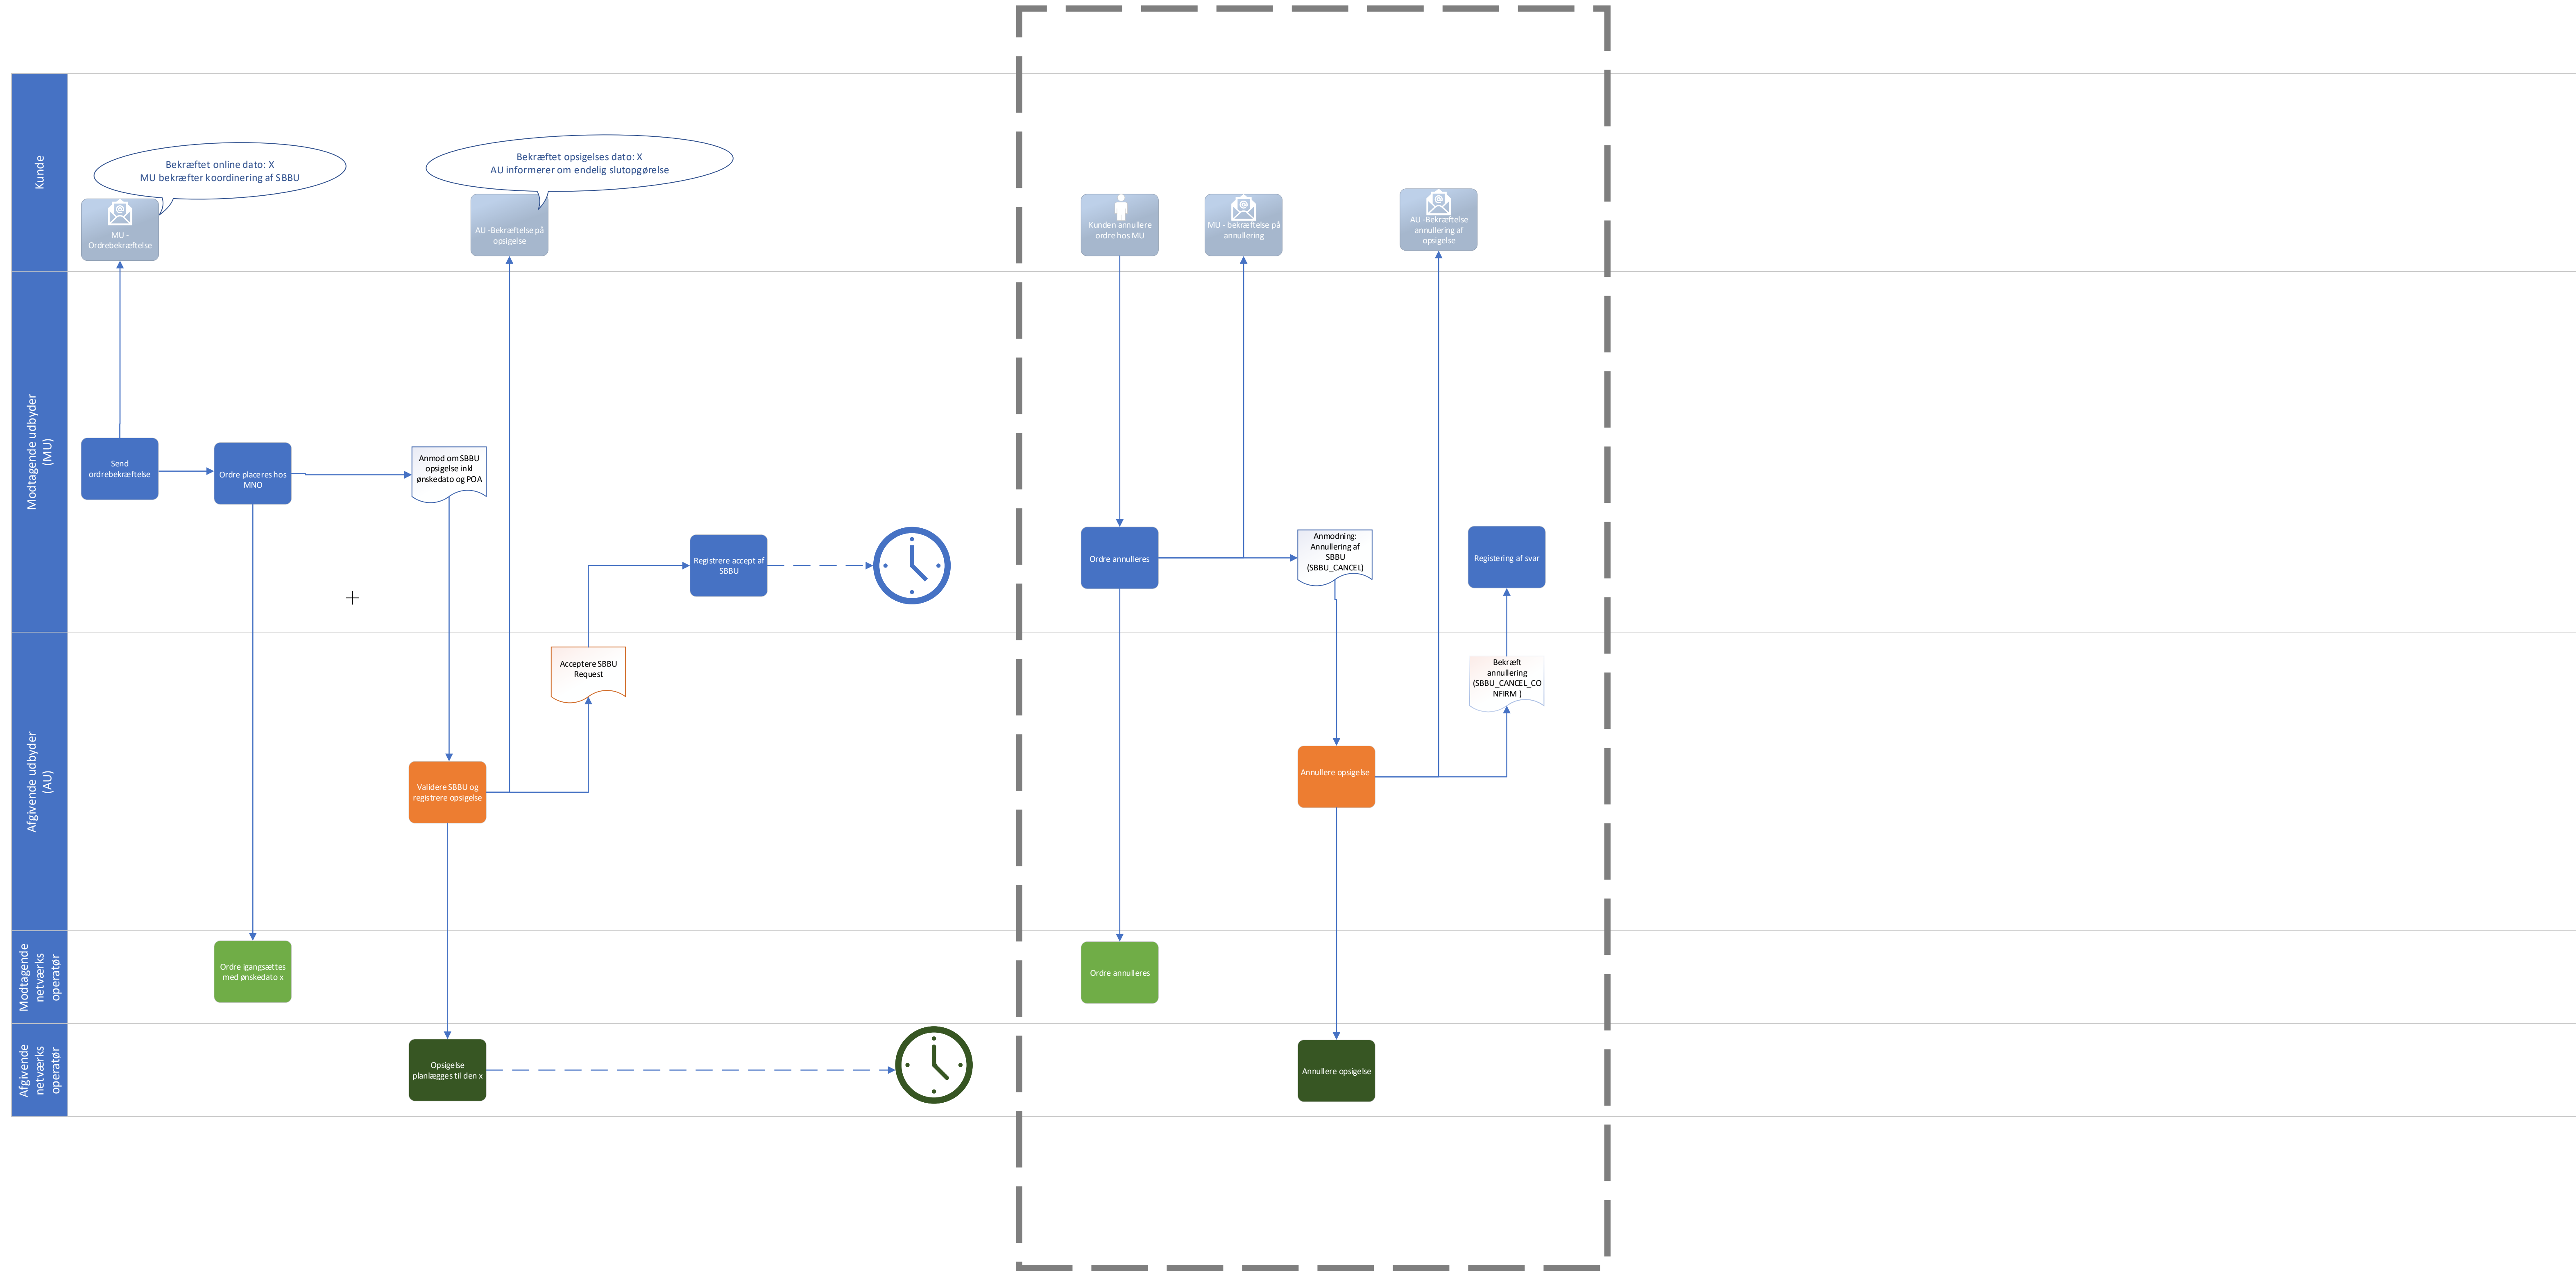 Kunde
Bekræftet online dato: X
MU bekræfter koordinering af SBBU
Bekræftet opsigelses dato: X
AU informerer om endelig slutopgørelse
MU -
Ordrebekræftelse
AU -Bekræftelse på
opsigelse
Kunden annullere
ordre hos MU
MU - bekræftelse på
annullering
AU -Bekræftelse
annullering af
opsigelse
Modtagende udbyder
(MU)
Send
ordrebekræftelse
Ordre placeres hos
MNO
Anmod om SBBU
opsigelse inkl
ønskedato og POA
Registrere accept af
SBBU
Ordre annulleres
Anmodning:
Annullering af
SBBU
(SBBU_CANCEL)
Registering af svar
Afgivende udbyder
(AU)
Acceptere SBBU
Request
Validere SBBU og
registrere opsigelse
Annullere opsigelse
Bekræft
annullering
(SBBU_CANCEL_CO
NFIRM )
Modtagende
netværks
operatør
Ordre igangsættes
med ønskedato x
Ordre annulleres
Afgivende
netværks
operatør
Opsigelse
planlægges til den x
Annullere opsigelse